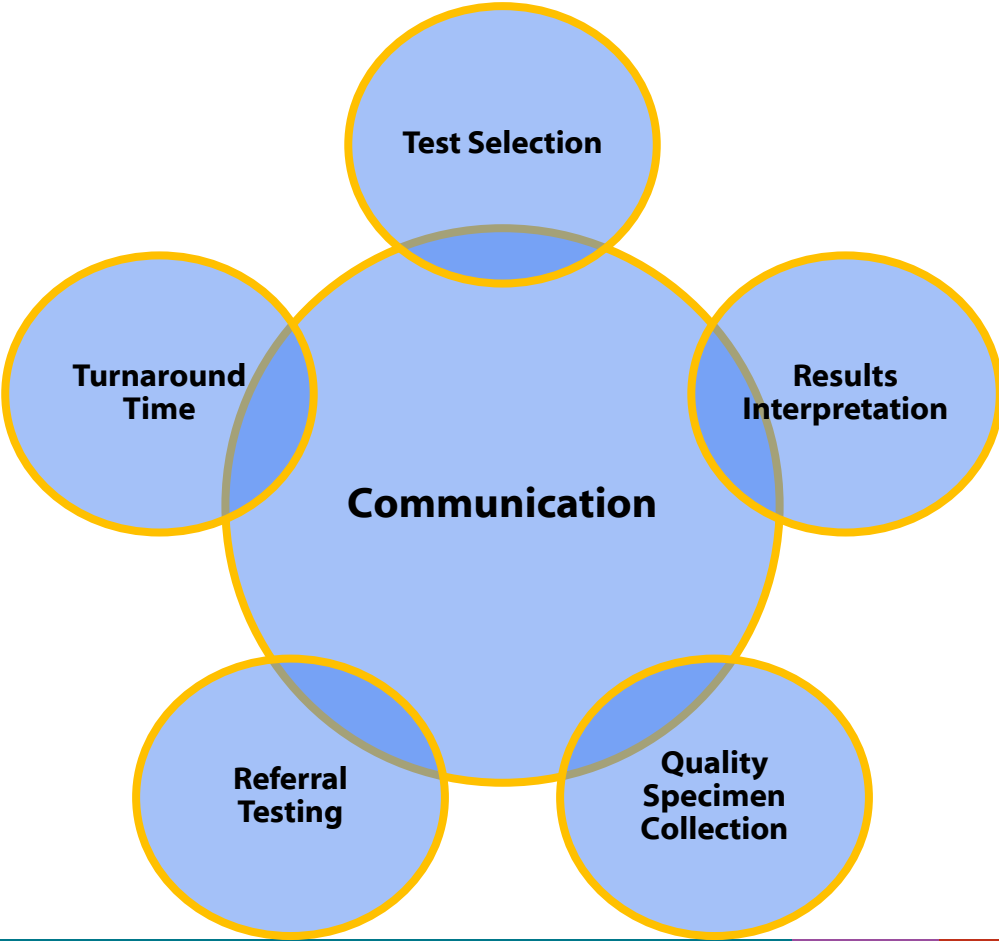 Test Selection
Turnaround
Time
Results
Interpretation
Communication
Referral
Testing
Quality
Specimen
Collection